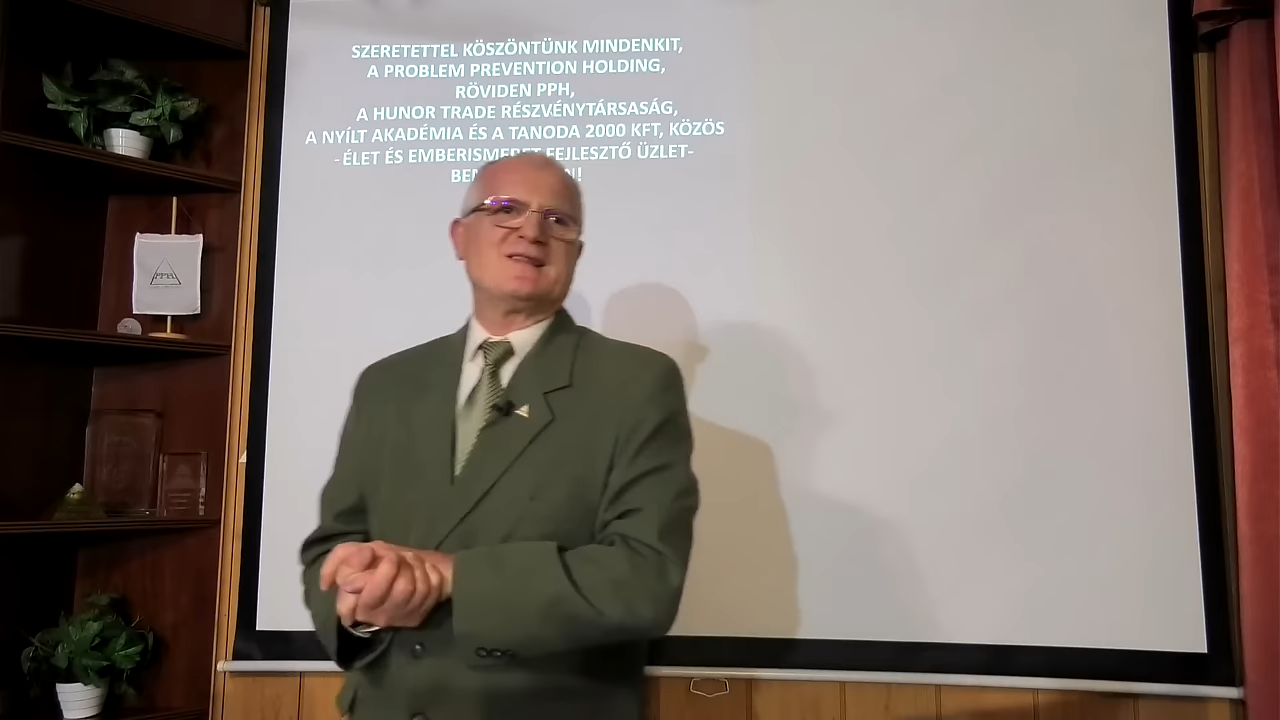 SZERETETTEL KÖSZÖNTÜNK MINDENKIT,
A PROBLEM PREVENTION HOLDING,
RÖVIDEN PPH,
A HUNOR TRADE RÉSZVÉNYTÁRSASÁG,
A NYÍLT AKADÉMIA ÉS A TANODA 2000 KFT, KÖZÖS
- ÉLET ÉS EMBERISMERET FEJLESZTŐ ÜZLET-
PPH